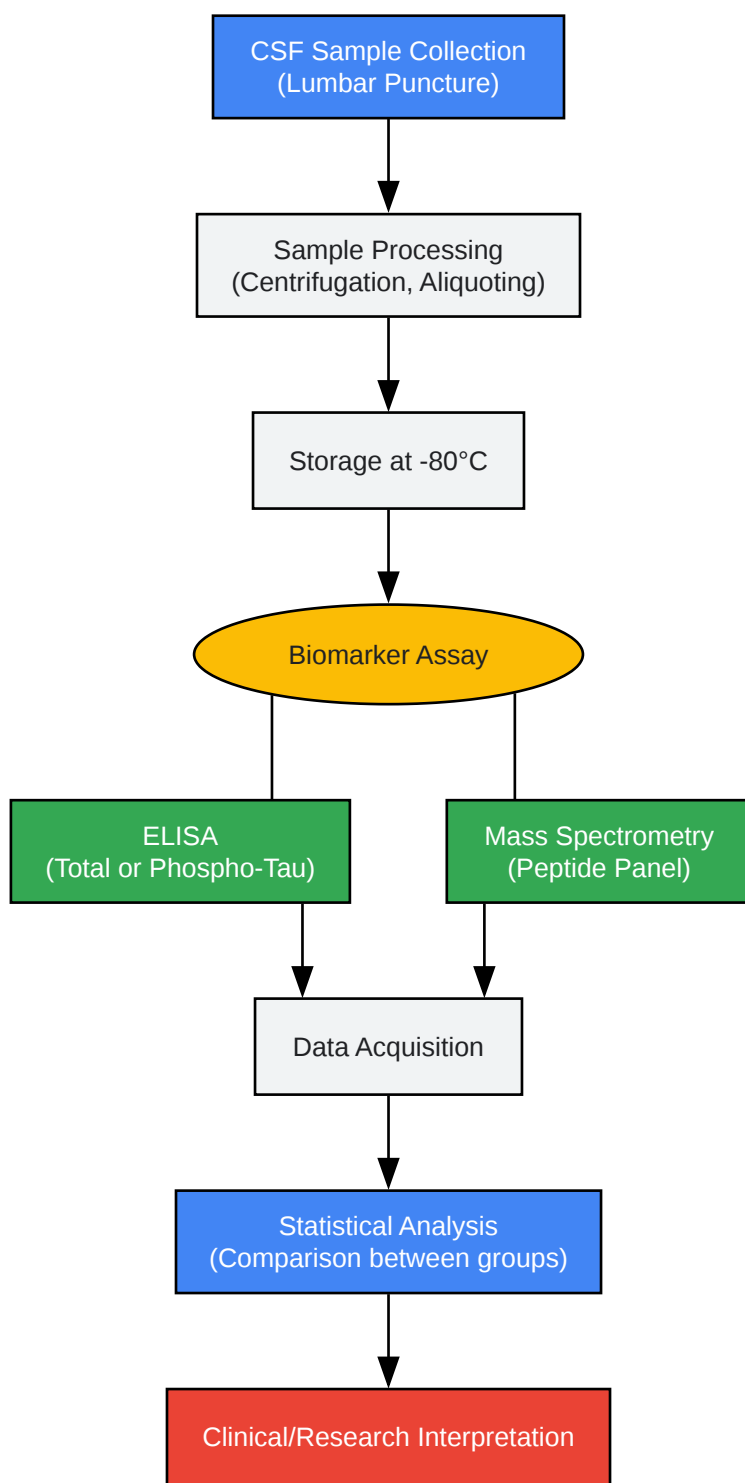 CSF Sample Collection
(Lumbar Puncture)
Sample Processing
(Centrifugation, Aliquoting)
Storage at -80°C
Biomarker Assay
ELISA
(Total or Phospho-Tau)
Mass Spectrometry
(Peptide Panel)
Data Acquisition
Statistical Analysis
(Comparison between groups)
Clinical/Research Interpretation